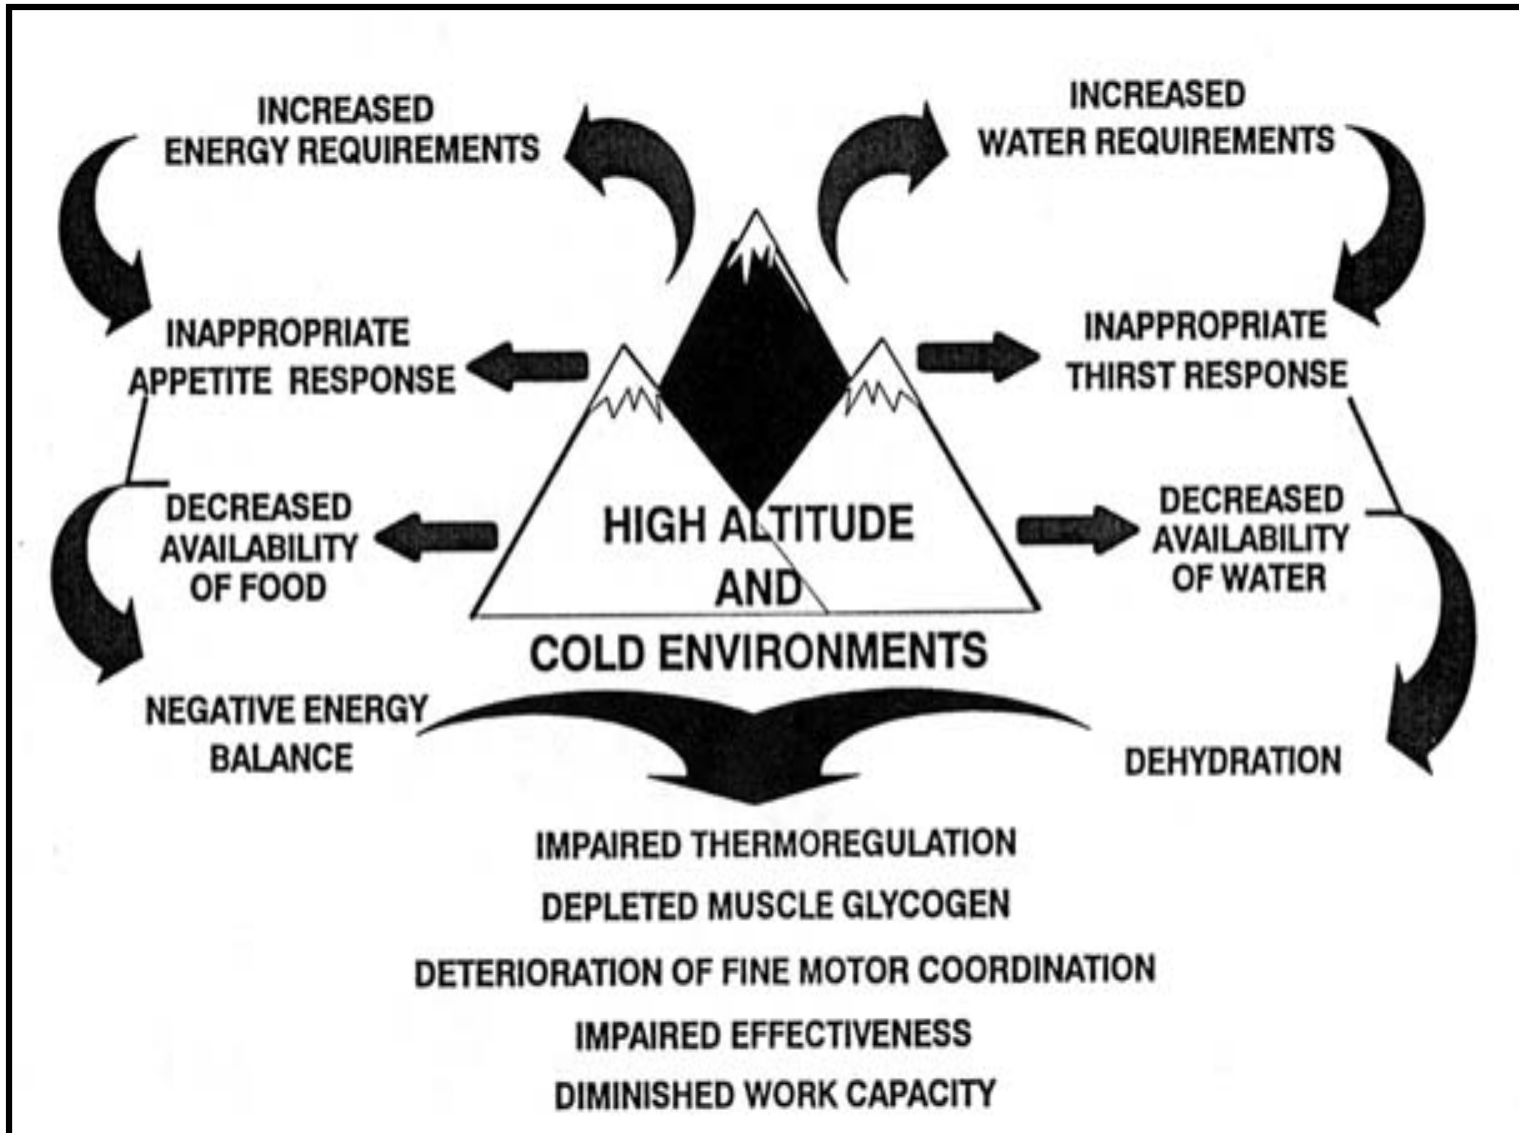 INCREASED
ENERGY REQUIREMENTS
INCREASED
WATER REQUIREMENTS
INAPPROPRIATE
APPETITE RESPONSE
INAPPROPRIATE
THIRST RESPONSE
DECREASED
AVAILABILITY
OF FOOD
HIGH ALTITUDE
AND
COLD ENVIRONMENTS
DECREASED
AVAILABILITY
OF WATER
NEGATIVE ENERGY
BALANCE
DEHYDRATION
IMPAIRED THERMOREGULATION
DEPLETED MUSCLE GLYCOGEN
DETERIORATION OF FINE MOTOR COORDINATION
IMPAIRED EFFECTIVENESS
DIMINISHED WORK CAPACITY